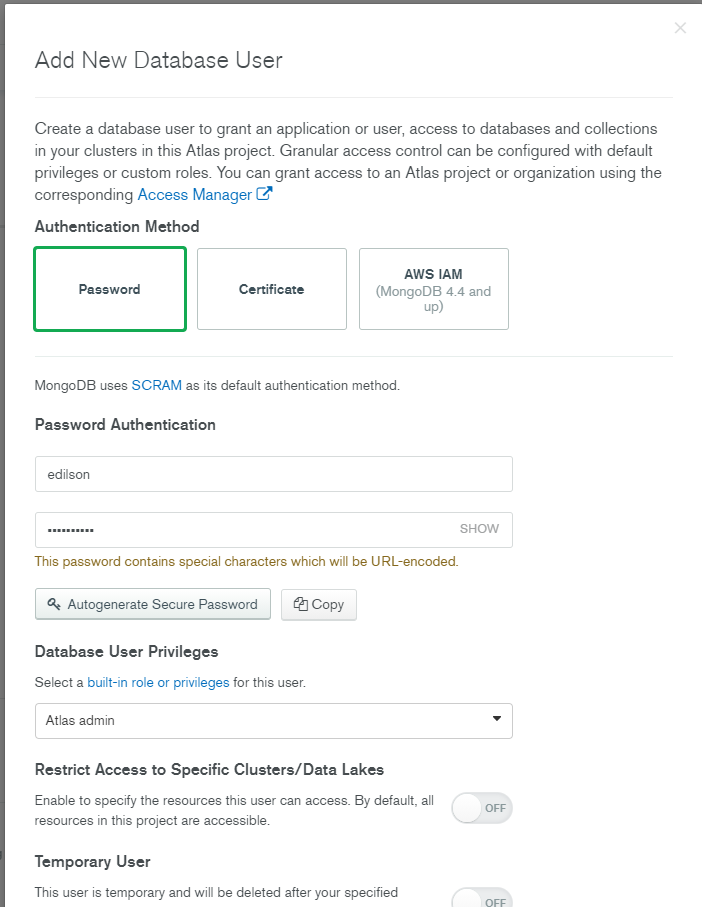 Add New Database User
Create a database user to grant an application or user, access to databases and collections
in your clusters in this Atlas project. Granular access control can be configured with default
privileges or custom roles. You can grant access to an Atlas project or organization using the
corresponding Access Manager
Authentication Method
Password
Certificate
AWS IAM
(MongoDB 4.4 and
up)
MongoDB uses SCRAM as its default authentication method.
Password Authentication
edilson
•••••••••• SHOW
This password contains special characters which will be URL-encoded.
Autogenerate Secure Password
Copy
Database User Privileges
Select a built-in role or privileges for this user.
Atlas admin
Restrict Access to Specific Clusters/Data Lakes
Enable to specify the resources this user can access. By default, all
resources in this project are accessible.
OFF
Temporary User
This user is temporary and will be deleted after your specified
OFF